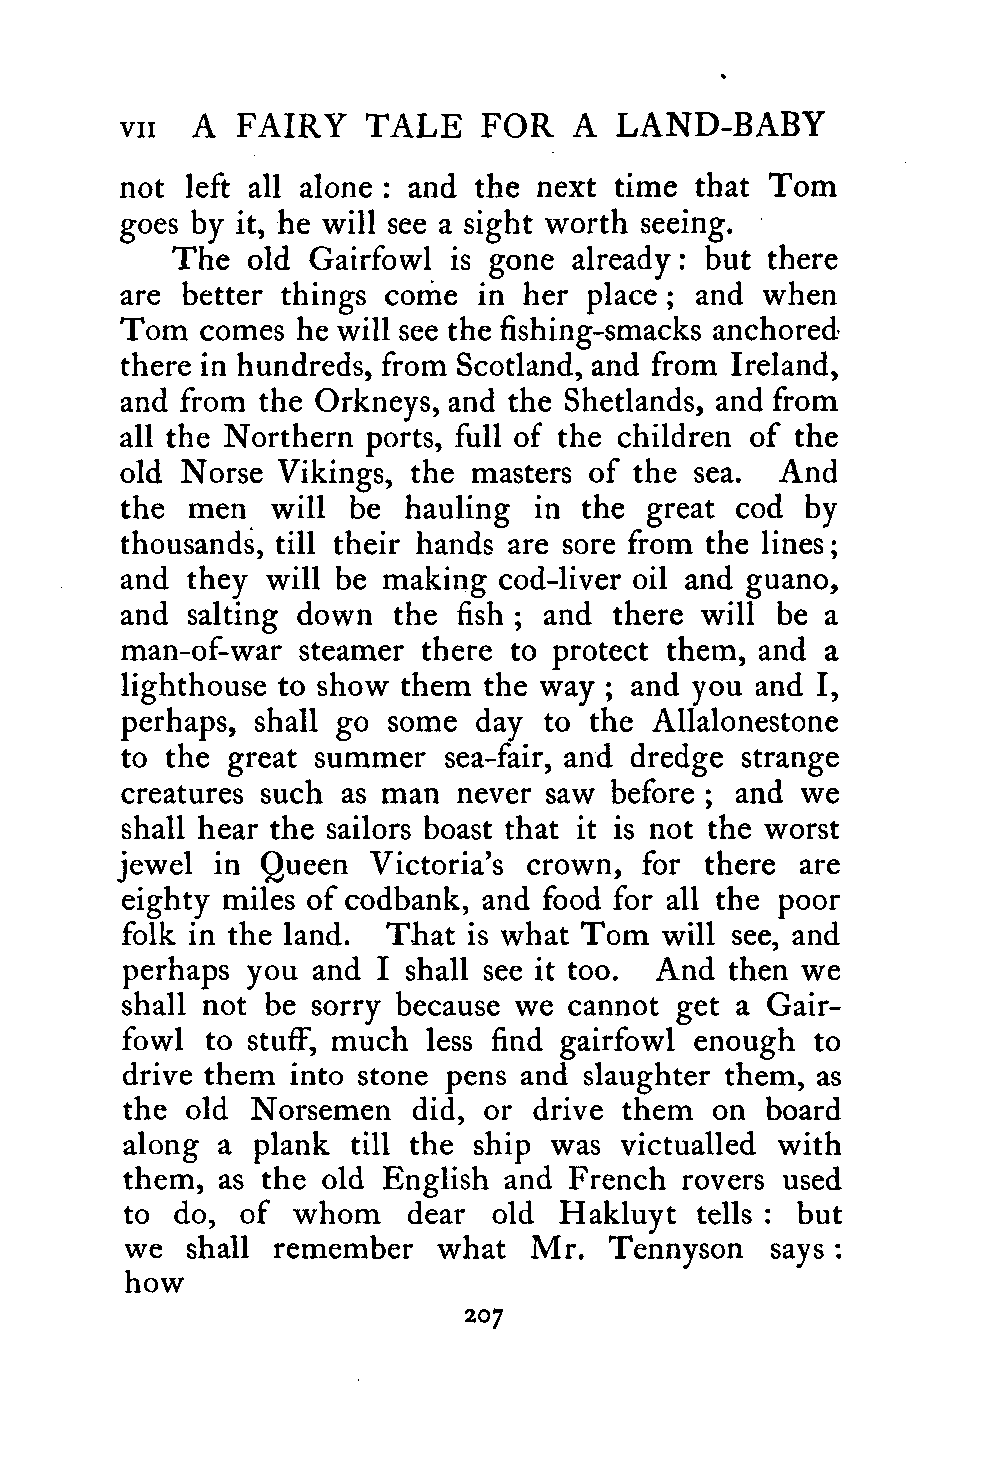 VII A FAIRY TALE FOR A LAND-BABY
not left all alone : and the next time that Tom
goes by it, he will see a sight worth seeing.
The old Gairfowl is gone already : but there
are better things come in her place ; and when
Tom comes he will see the fishing-smacks anchored
there in hundreds, from Scotland, and from Ireland,
and from the Orkneys, and the Shetlands, and from
all the Northern ports, full of the children of the
old Norse Vikings, the masters of the sea. And
the men will be hauling in the great cod by
thousands, till their hands are sore from the lines ;
and they will be making cod-liver oil and guano,
and salting down the fish ; and there will be a
man-of-war steamer there to protect them, and a
lighthouse to show them the way ; and you and I,
perhaps, shall go some day to the Allalonestone
to the great summer sea-fair, and dredge strange
creatures such as man never saw before ; and we
shall hear the sailors boast that it is not the worst
jewel in Queen Victoria's crown, for there are
eighty miles of codbank, and food for all the poor
folk in the land. That is what Tom will see, and
perhaps you and I shall see it too. And then we
shall not be sorry because we cannot get a Gair-
fowl to stuff, much less find gairfowl enough to
drive them into stone pens and slaughter them, as
the old Norsemen did, or drive them on board
along a plank till the ship was victualled with
them, as the old English and French rovers used
to do, of whom dear old Hakluyt tells : but
we shall remember what Mr. Tennyson says :
how
207